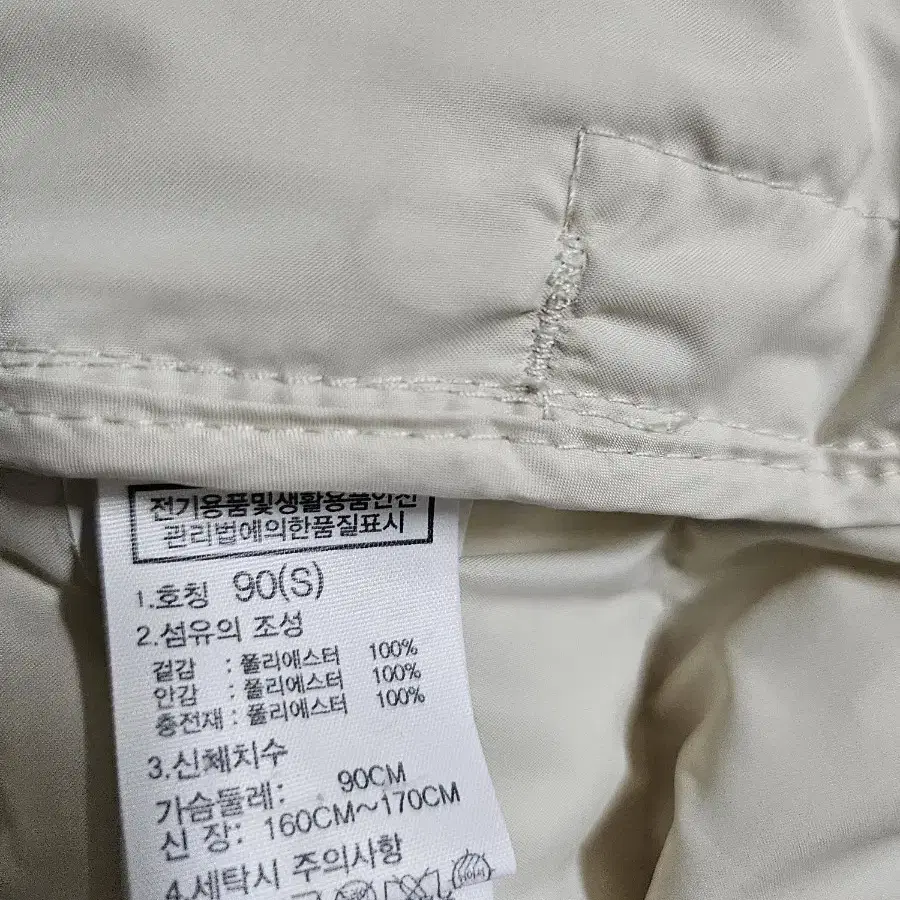 전기용품및생활용품안전
관리법에의한품질표시
1.호칭 90(S)
2.섬유의 조성
겉감 : 폴리에스터 100%
안감 : 폴리에스터 100%
충전재 : 폴리에스터 100%
3.신체치수
가슴둘레: 90CM
신 장: 160CM~170CM
4.세탁시 주의사항